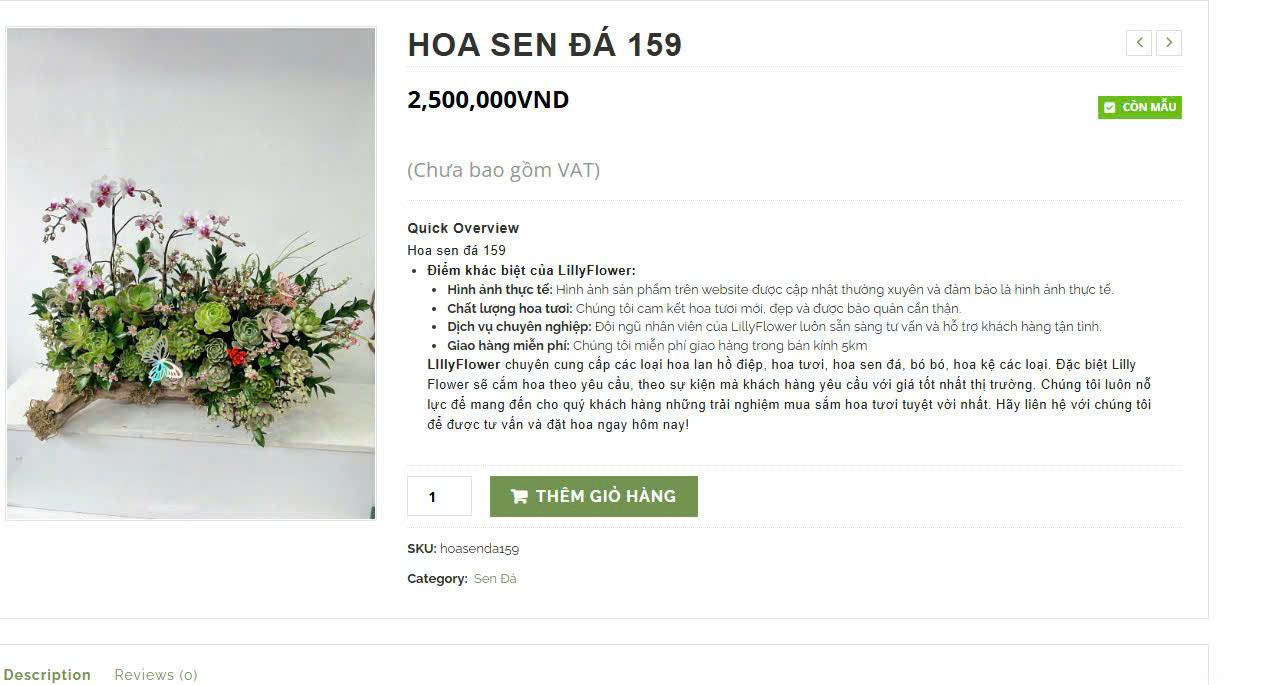 HOA SEN ĐÁ 159
2,500,000VND
CÒN MẪU
(Chưa bao gồm VAT)
Quick Overview
Hoa sen đá 159
Điểm khác biệt của LillyFlower:
Hình ảnh thực tế: Hình ảnh sản phẩm trên website được cập nhật thường xuyên và đảm bảo là hình ảnh thực tế.
Chất lượng hoa tươi: Chúng tôi cam kết hoa tươi mới, đẹp và được bảo quản cẩn thận.
Dịch vụ chuyên nghiệp: Đội ngũ nhân viên của LillyFlower luôn sẵn sàng tư vấn và hỗ trợ khách hàng tận tình.
Giao hàng miễn phí: Chúng tôi miễn phí giao hàng trong bán kính 5km
LIllyFlower chuyên cung cấp các loại hoa lan hồ điệp, hoa tươi, hoa sen đá, bó bó, hoa kệ các loại. Đặc biệt Lilly
Flower sẽ cắm hoa theo yêu cầu, theo sự kiện mà khách hàng yêu cầu với giá tốt nhất thị trường. Chúng tôi luôn nỗ
lực để mang đến cho quý khách hàng những trải nghiệm mua sắm hoa tươi tuyệt vời nhất. Hãy liên hệ với chúng tôi
để được tư vấn và đặt hoa ngay hôm nay!
1
THÊM GIỎ HÀNG
SKU: hoasenda159
Category: Sen Đá
Description Reviews (0)